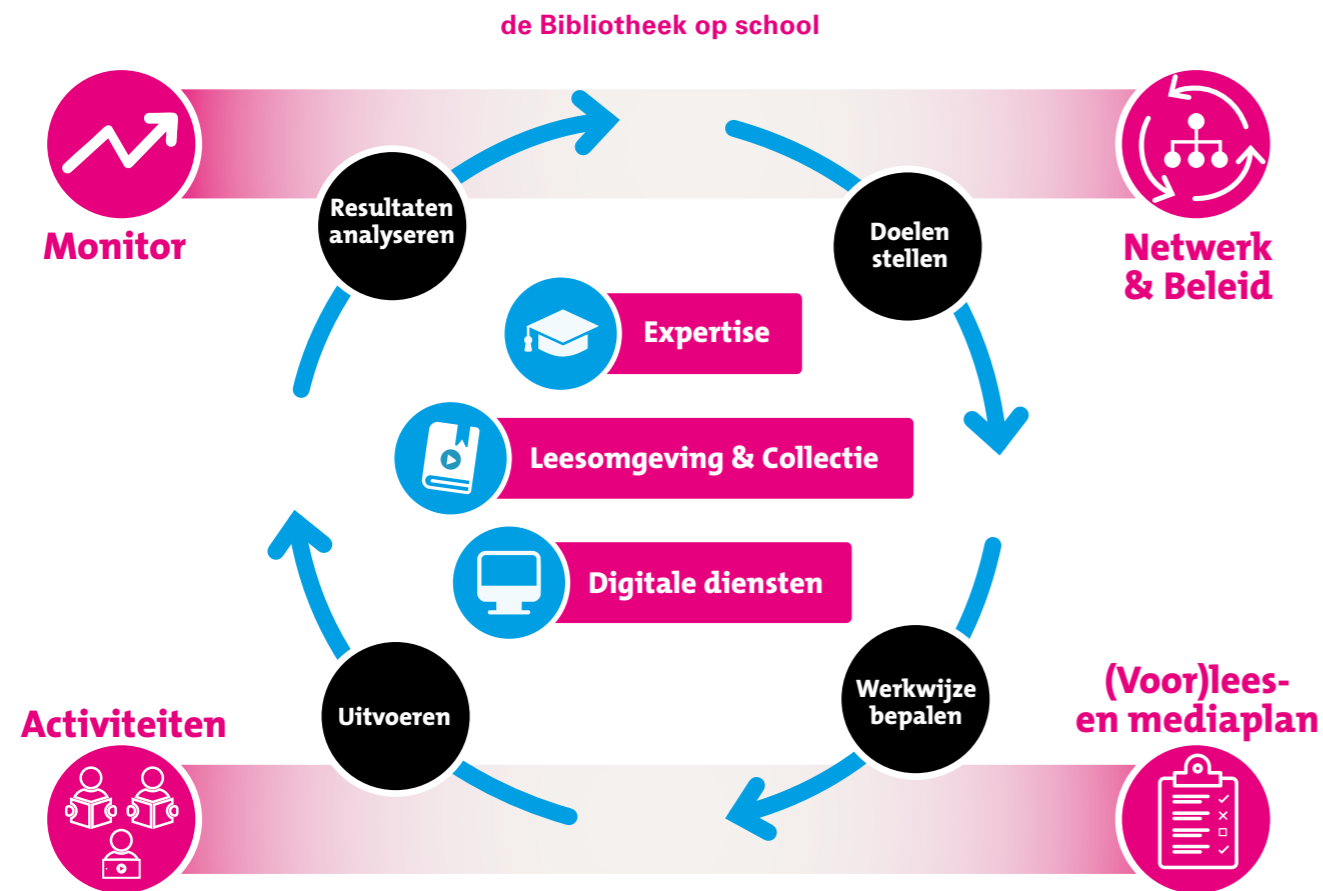 de Bibliotheek op school
Monitor
Resultaten
analyseren
Doelen
stellen
Netwerk
& Beleid
Expertise
Leesomgeving & Collectie
Digitale diensten
Activiteiten
Uitvoeren
Werkwijze
bepalen
(Voor)lees-
en mediaplan